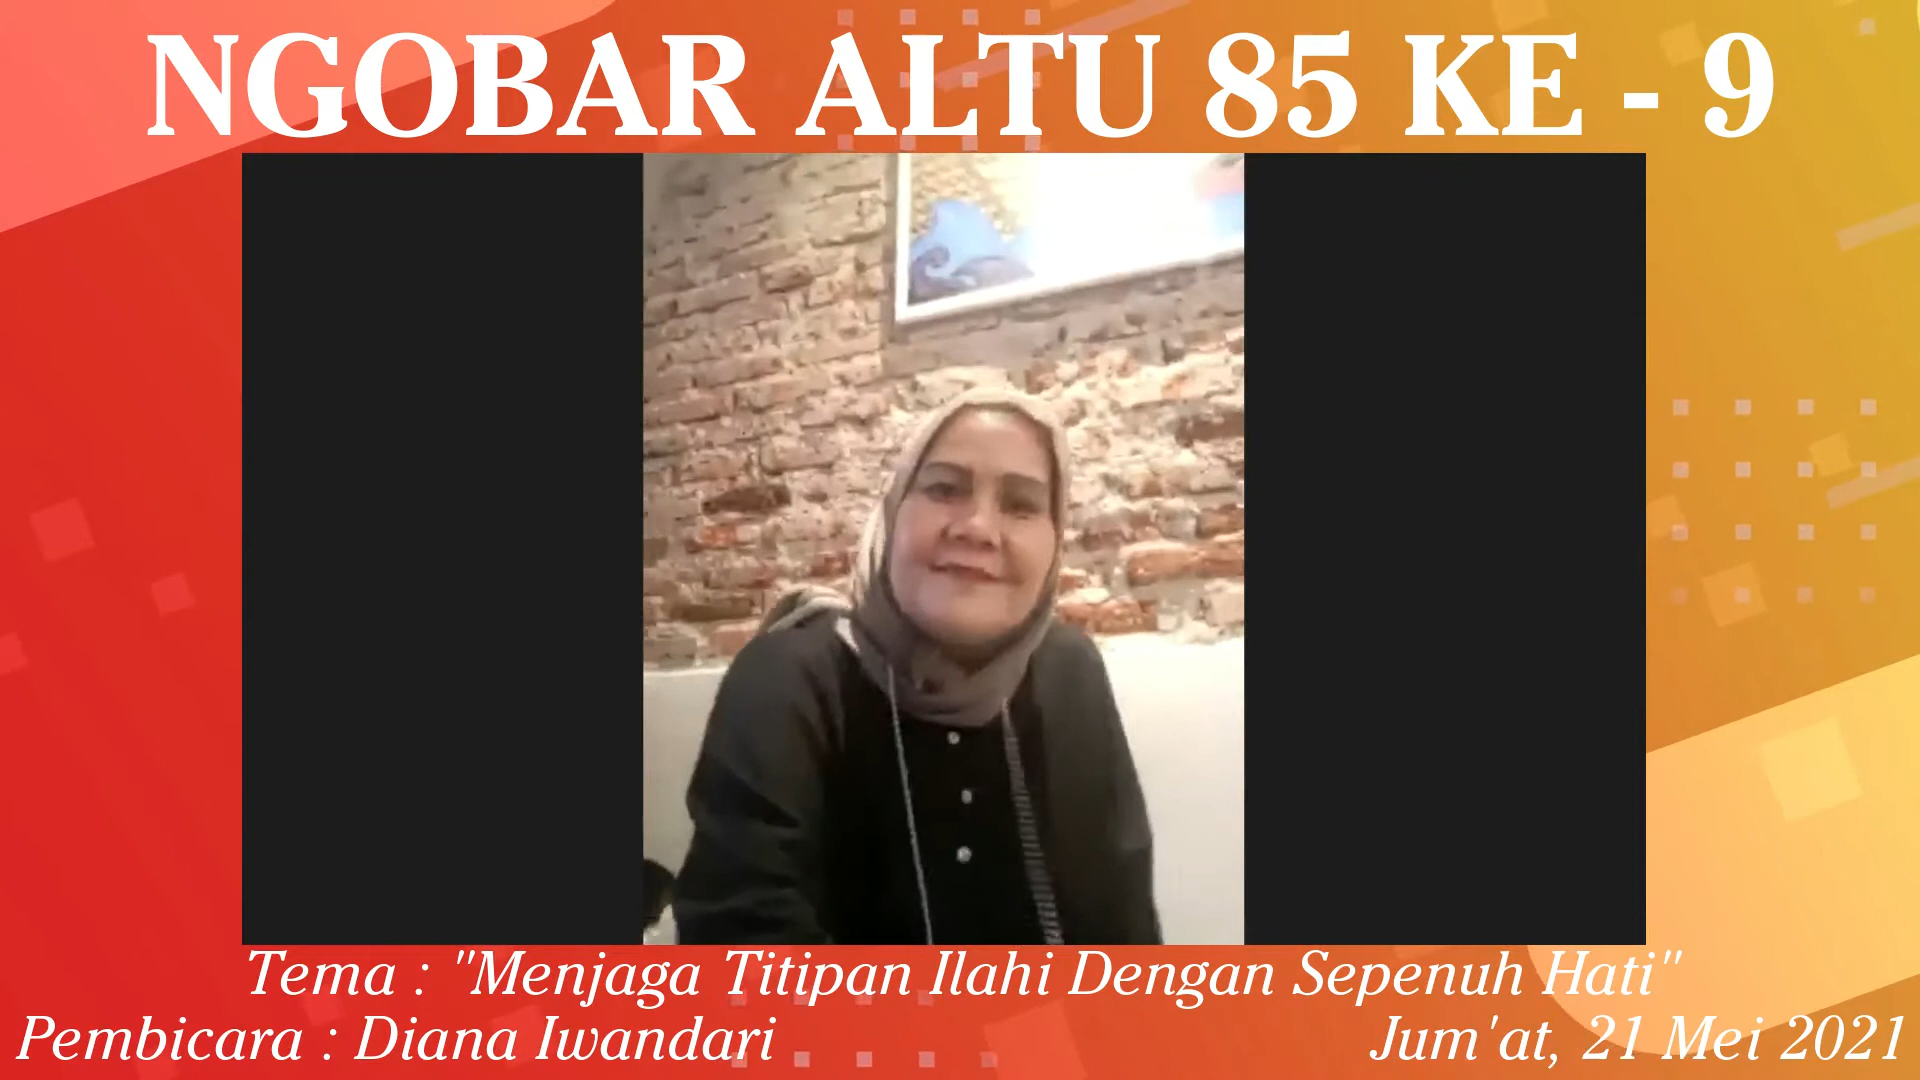 NGOBAR ALTU 85 KE - 9
Tema : "Menjaga Titipan Ilahi Dengan Sepenuh Hati"
Pembicara : Diana Iwandari
Jum'at, 21 Mei 2021